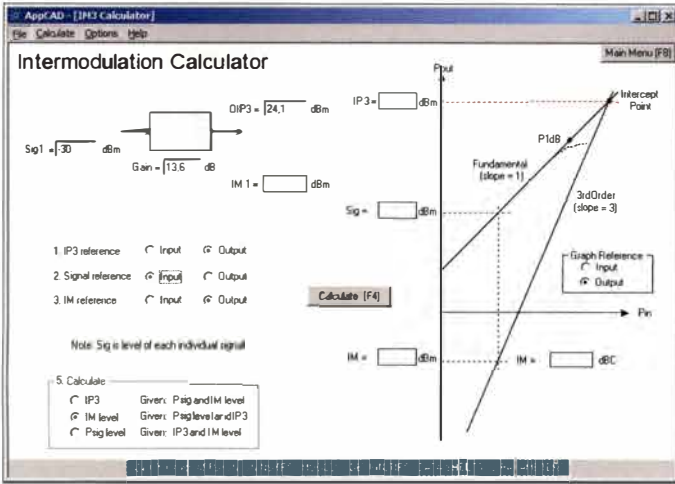 AppCAD - [IM3 Calculator]
File Calculate Options Help
Main Menu [F8]
Intermodulation Calculator
Sig1 = -30 dBm
Gain = 13,6 dB
OIP3 = 24,1 dBm
IM 1 = dBm
1. IP3 reference Input Output
2. Signal reference Input Output
3. IM reference Input Output
Note: Sig is level of each individual signal
5. Calculate
IP3 Given: Psig and IM level
IM level Given: Psig level and IP3
Psig level Given: IP3 and IM level
Calculate [F4]
Pout
IP3 = dBm
Intercept
Point
P1dB
Fundamental
(slope = 1)
3rdOrder
(slope = 3)
Sig = dBm
Graph Reference
Input
Output
Pin
IM = dBm
IM = dBC